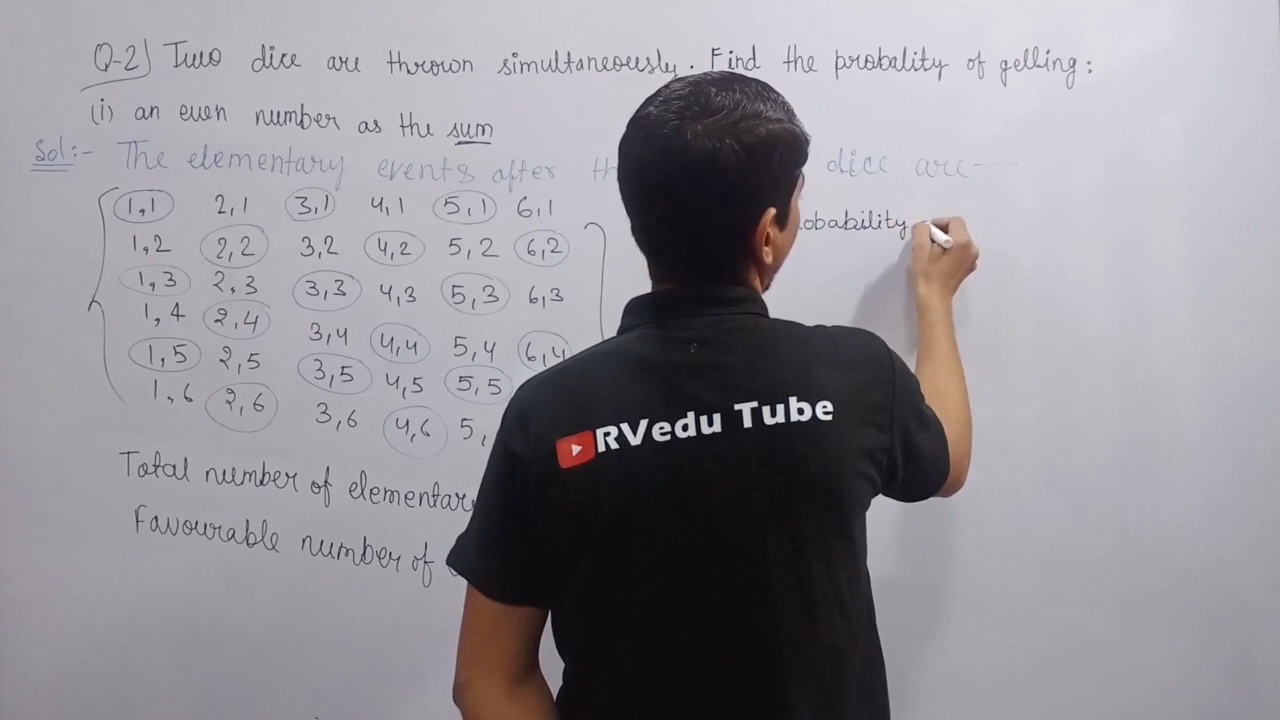 Q-2) Two dice are thrown simultaneously. Find the probality of getting:
(i) an even number as the sum
Sol:- The elementary events after th dice are
1,1 2,1 3,1 4,1 5,1 6,1
obability
1,2 2,2 3,2 4,2 5,2 6,2
1,3 2,3 3,3 4,3 5,3 6,3
1,4 2,4 3,4 4,4 5,4 6,4
1,5 2,5 3,5 4,5 5,5
1,6 2,6 3,6 4,6 5,
RVedu Tube
Total number of elementar
Favourable number of